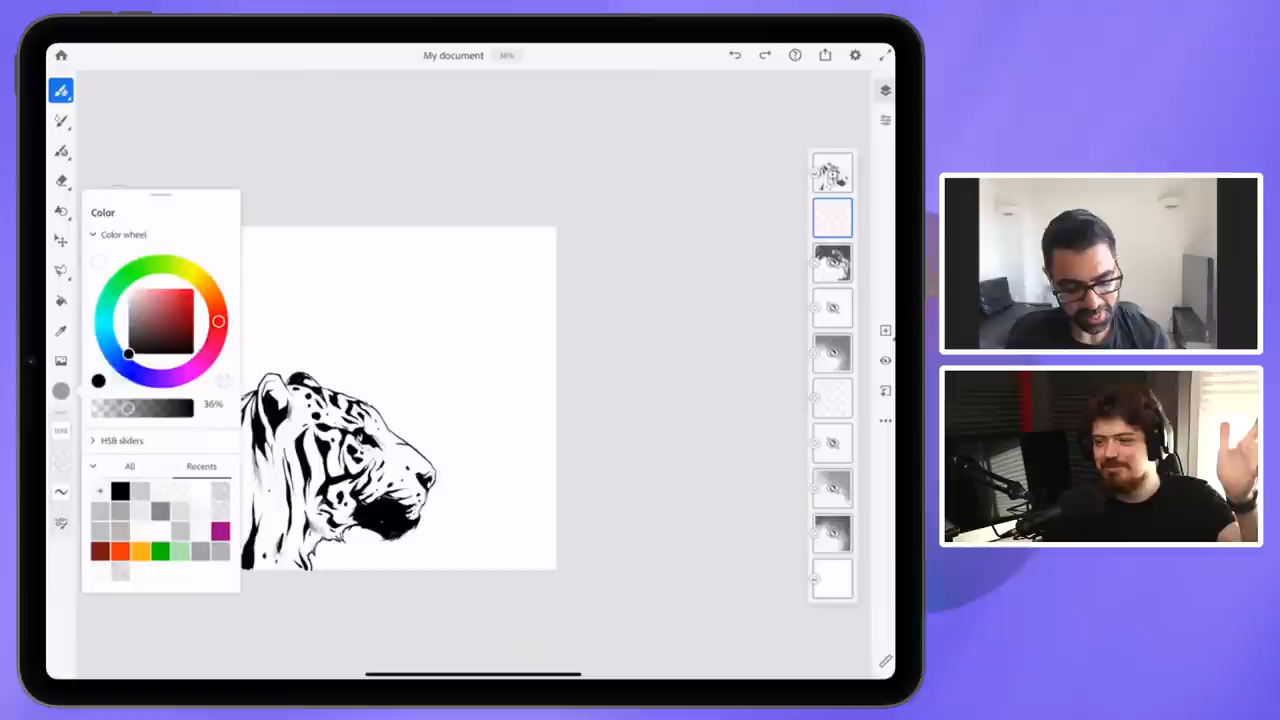 My document
36%
Color
Color wheel
36%
HSB sliders
All
Recents